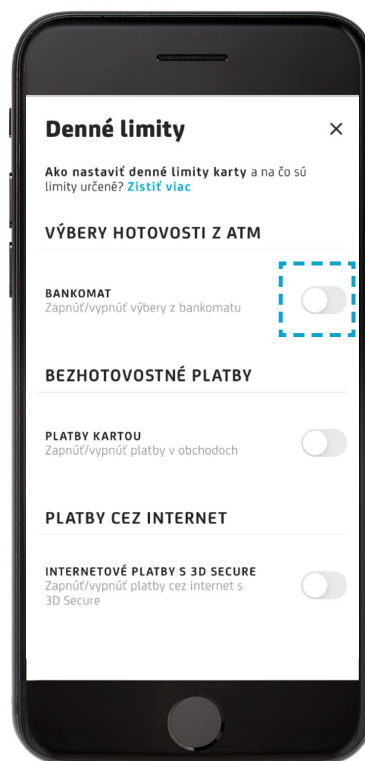 Denné limity
Ako nastaviť denné limity karty a na čo sú
limity určené? Zistiť viac
VÝBERY HOTOVOSTI Z ATM
BANKOMAT
Zapnúť/vypnúť výbery z bankomatu
BEZHOTOVOSTNÉ PLATBY
PLATBY KARTOU
Zapnúť/vypnúť platby v obchodoch
PLATBY CEZ INTERNET
INTERNETOVÉ PLATBY S 3D SECURE
Zapnúť/vypnúť platby cez internet s
3D Secure